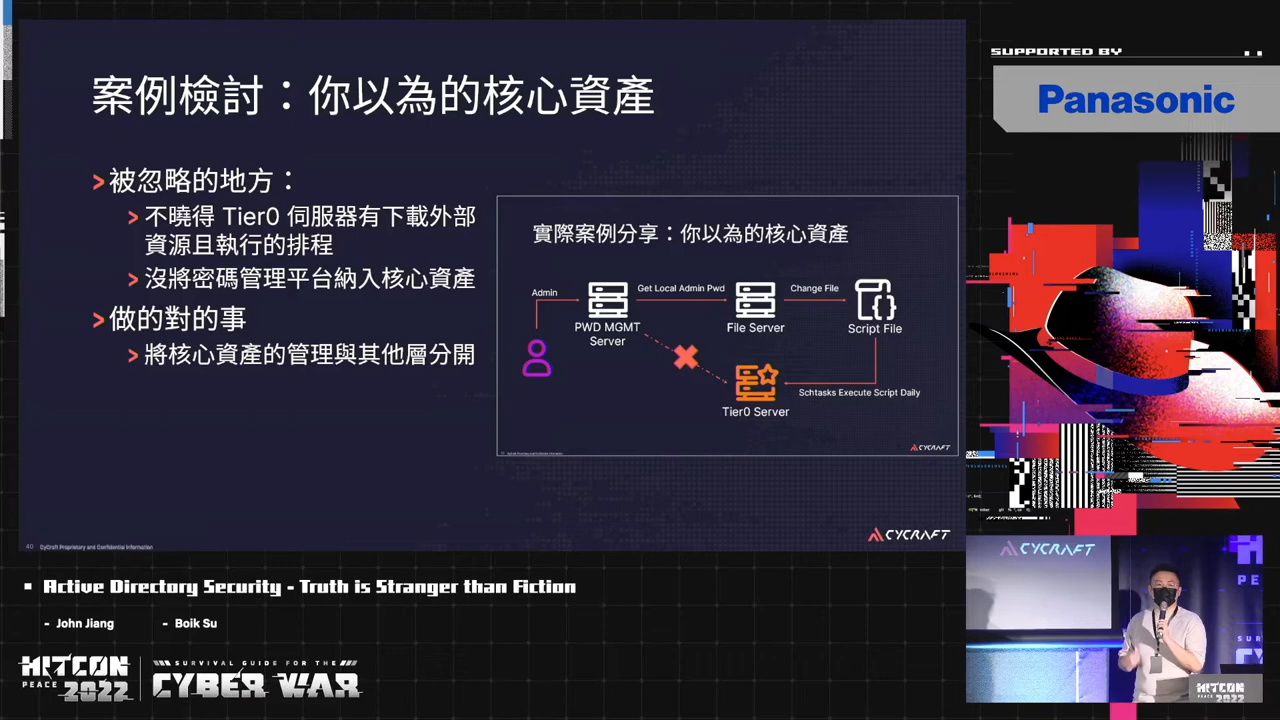 案例檢討：你以為的核心資產
> 被忽略的地方：
> 不曉得 Tier0 伺服器有下載外部
資源且執行的排程
> 沒將密碼管理平台納入核心資產
> 做的對的事
> 將核心資產的管理與其他層分開
實際案例分享：你以為的核心資產
Admin
Get Local Admin Pwd
Change File
PWD MGMT
Server
File Server
Script File
Schtasks Execute Script Daily
Tier0 Server
CYCRAFT
CYCRAFT
40 CyCraft Proprietary and Confidential Information
SUPPORTED BY
Panasonic
CYCRAFT
Active Directory Security - Truth is Stranger than Fiction
- John Jiang
- Boik Su
HITCON
PEACE 2022
SURVIVAL GUIDE FOR THE
CYBER WAR
HITCON
PEACE 2022